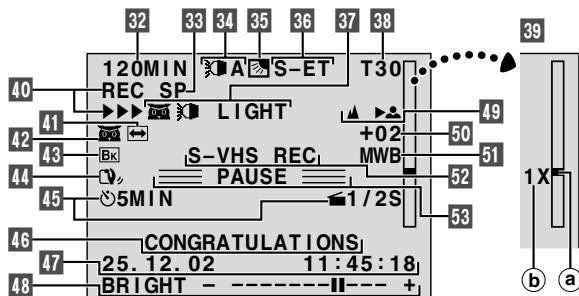 32 33 34 35 36 37 38 39
120MIN A S-ET T30
REC SP
40 LIGHT 49
41
42 +02 50
43 BK MWB 51
S-VHS REC 52
44 PAUSE
45 5MIN 1/2S 53
1X
b a
46 CONGRATULATIONS
47 25.12.02 11:45:18
48 BRIGHT - -------▮▮--- +